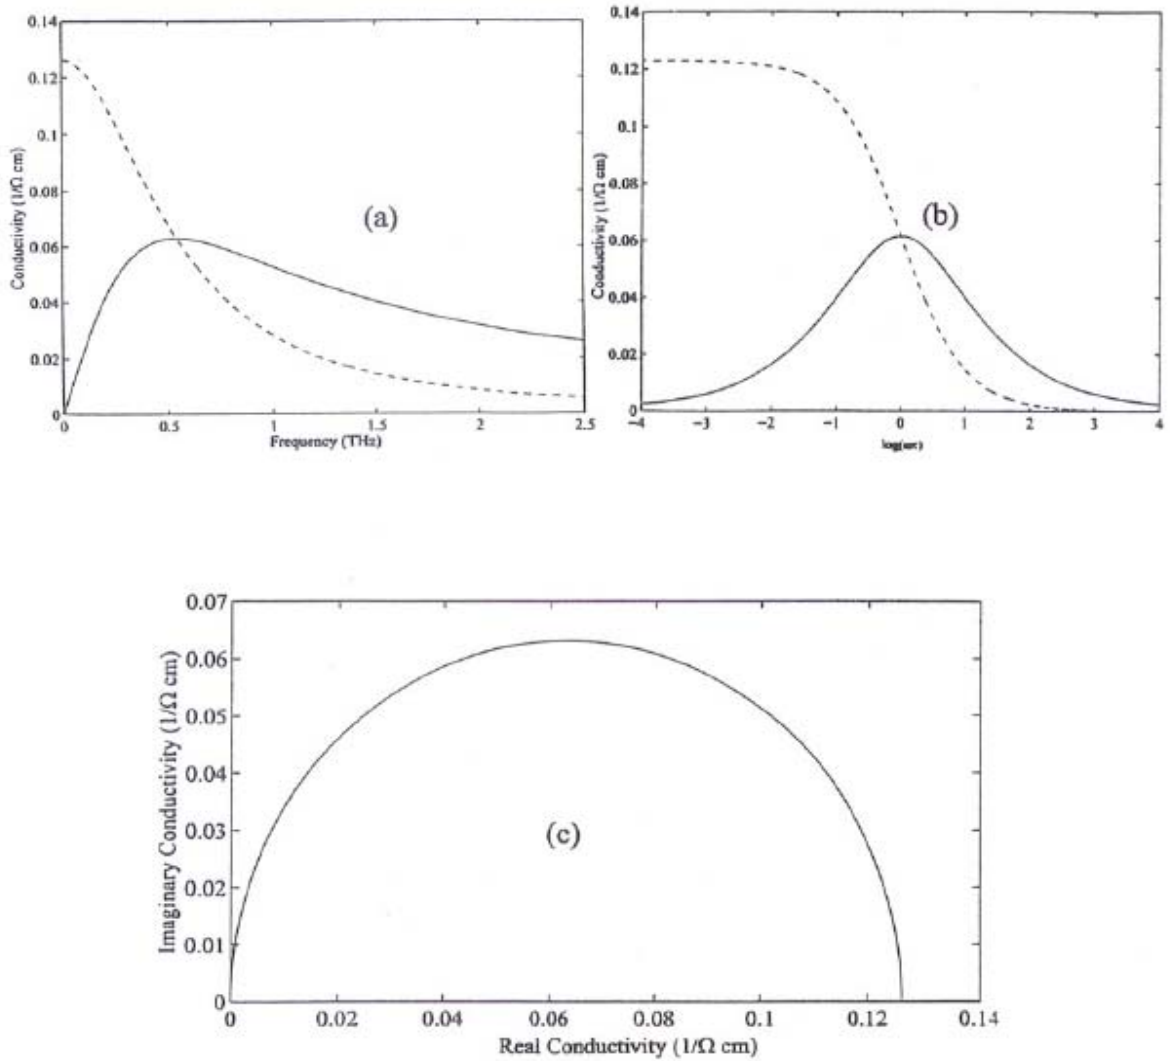 0.14
0.12
0.1
0.08
0.06
0.04
0.02
0
Conductivity (1/Ω cm)
(a)
0 0.5 1 1.5 2 2.5
Frequency (THz)
0.14
0.12
0.1
0.08
0.06
0.04
0.02
0
Conductivity (1/Ω cm)
(b)
−4 −3 −2 −1 0 1 2 3 4
log(ωτ)
0.07
0.06
0.05
0.04
0.03
0.02
0.01
0
Imaginary Conductivity (1/Ω cm)
(c)
0 0.02 0.04 0.06 0.08 0.1 0.12 0.14
Real Conductivity (1/Ω cm)